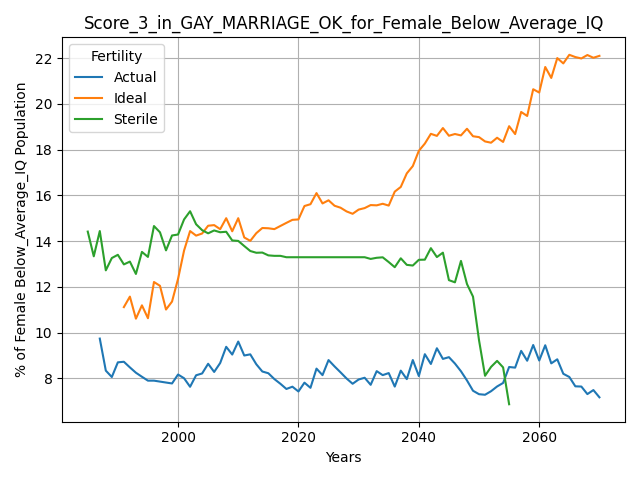 Score_3_in_GAY_MARRIAGE_OK_for_Female_Below_Average_IQ
% of Female Below_Average_IQ Population
22
20
18
16
14
12
10
8
Fertility
Actual
Ideal
Sterile
2000 2020 2040 2060
Years